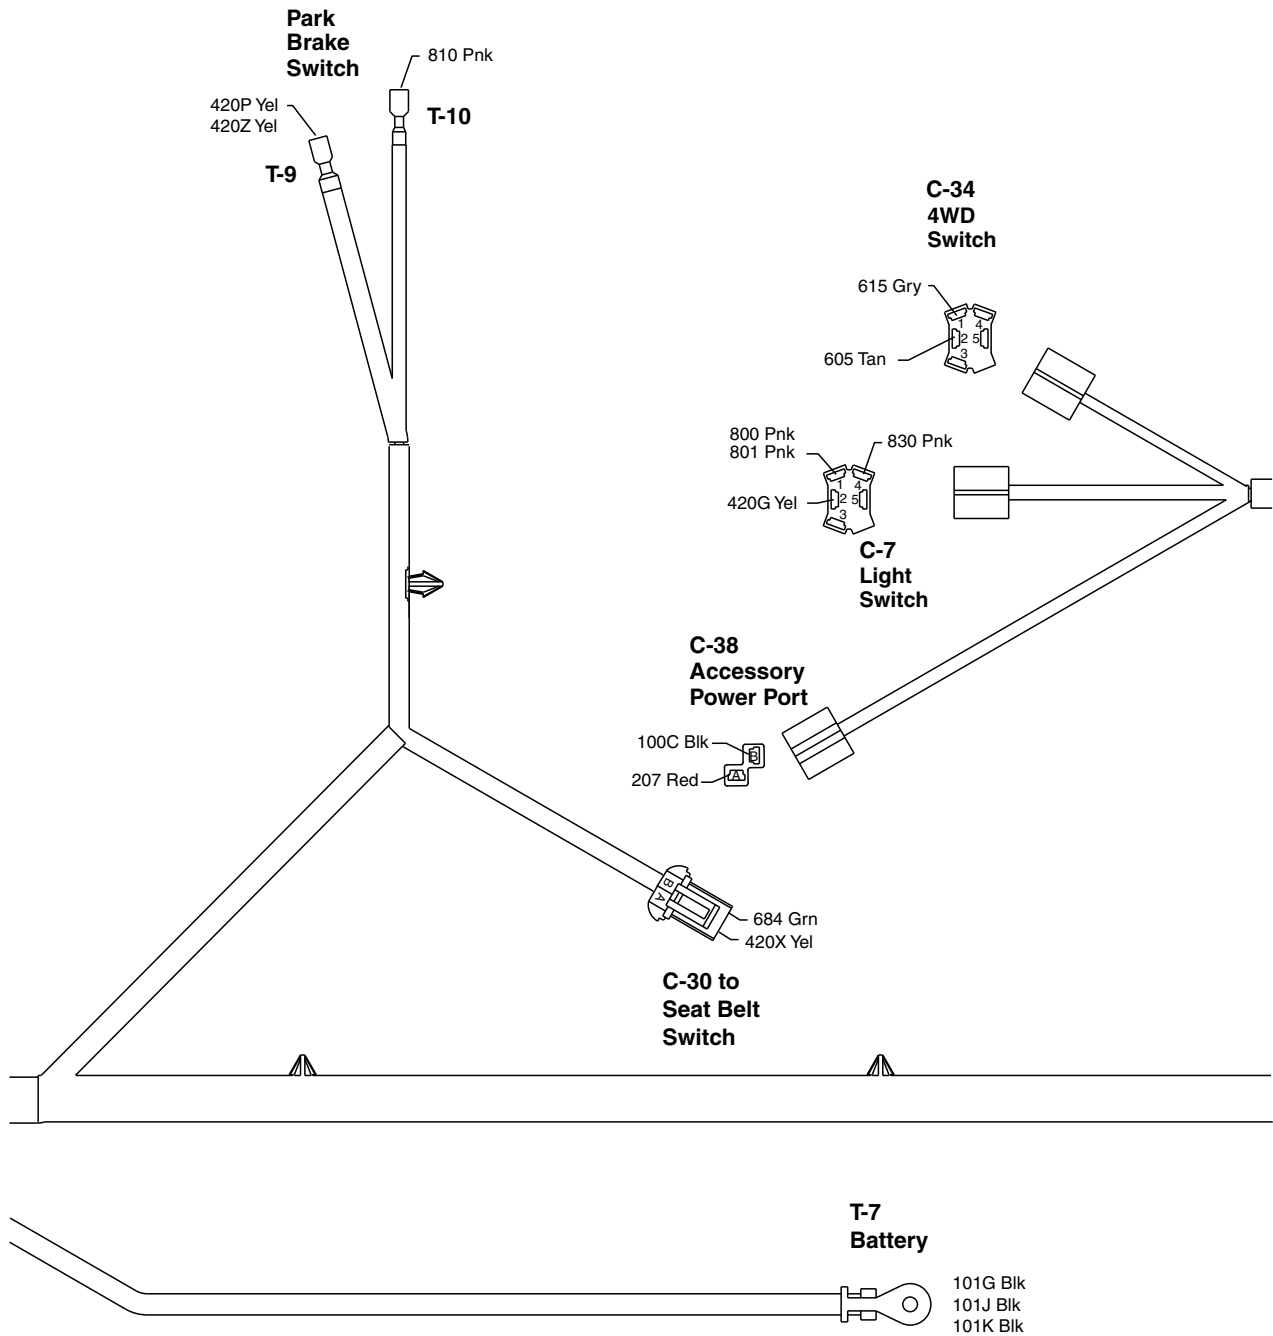 Park
Brake
Switch
810 Pnk
420P Yel
420Z Yel
T-10
T-9
C-34
4WD
Switch
615 Gry
605 Tan
1 4
2 5
3
800 Pnk
801 Pnk
830 Pnk
420G Yel
1 4
2 5
3
C-7
Light
Switch
C-38
Accessory
Power Port
100C Blk
207 Red
B
A
B
A
684 Grn
420X Yel
C-30 to
Seat Belt
Switch
T-7
Battery
101G Blk
101J Blk
101K Blk